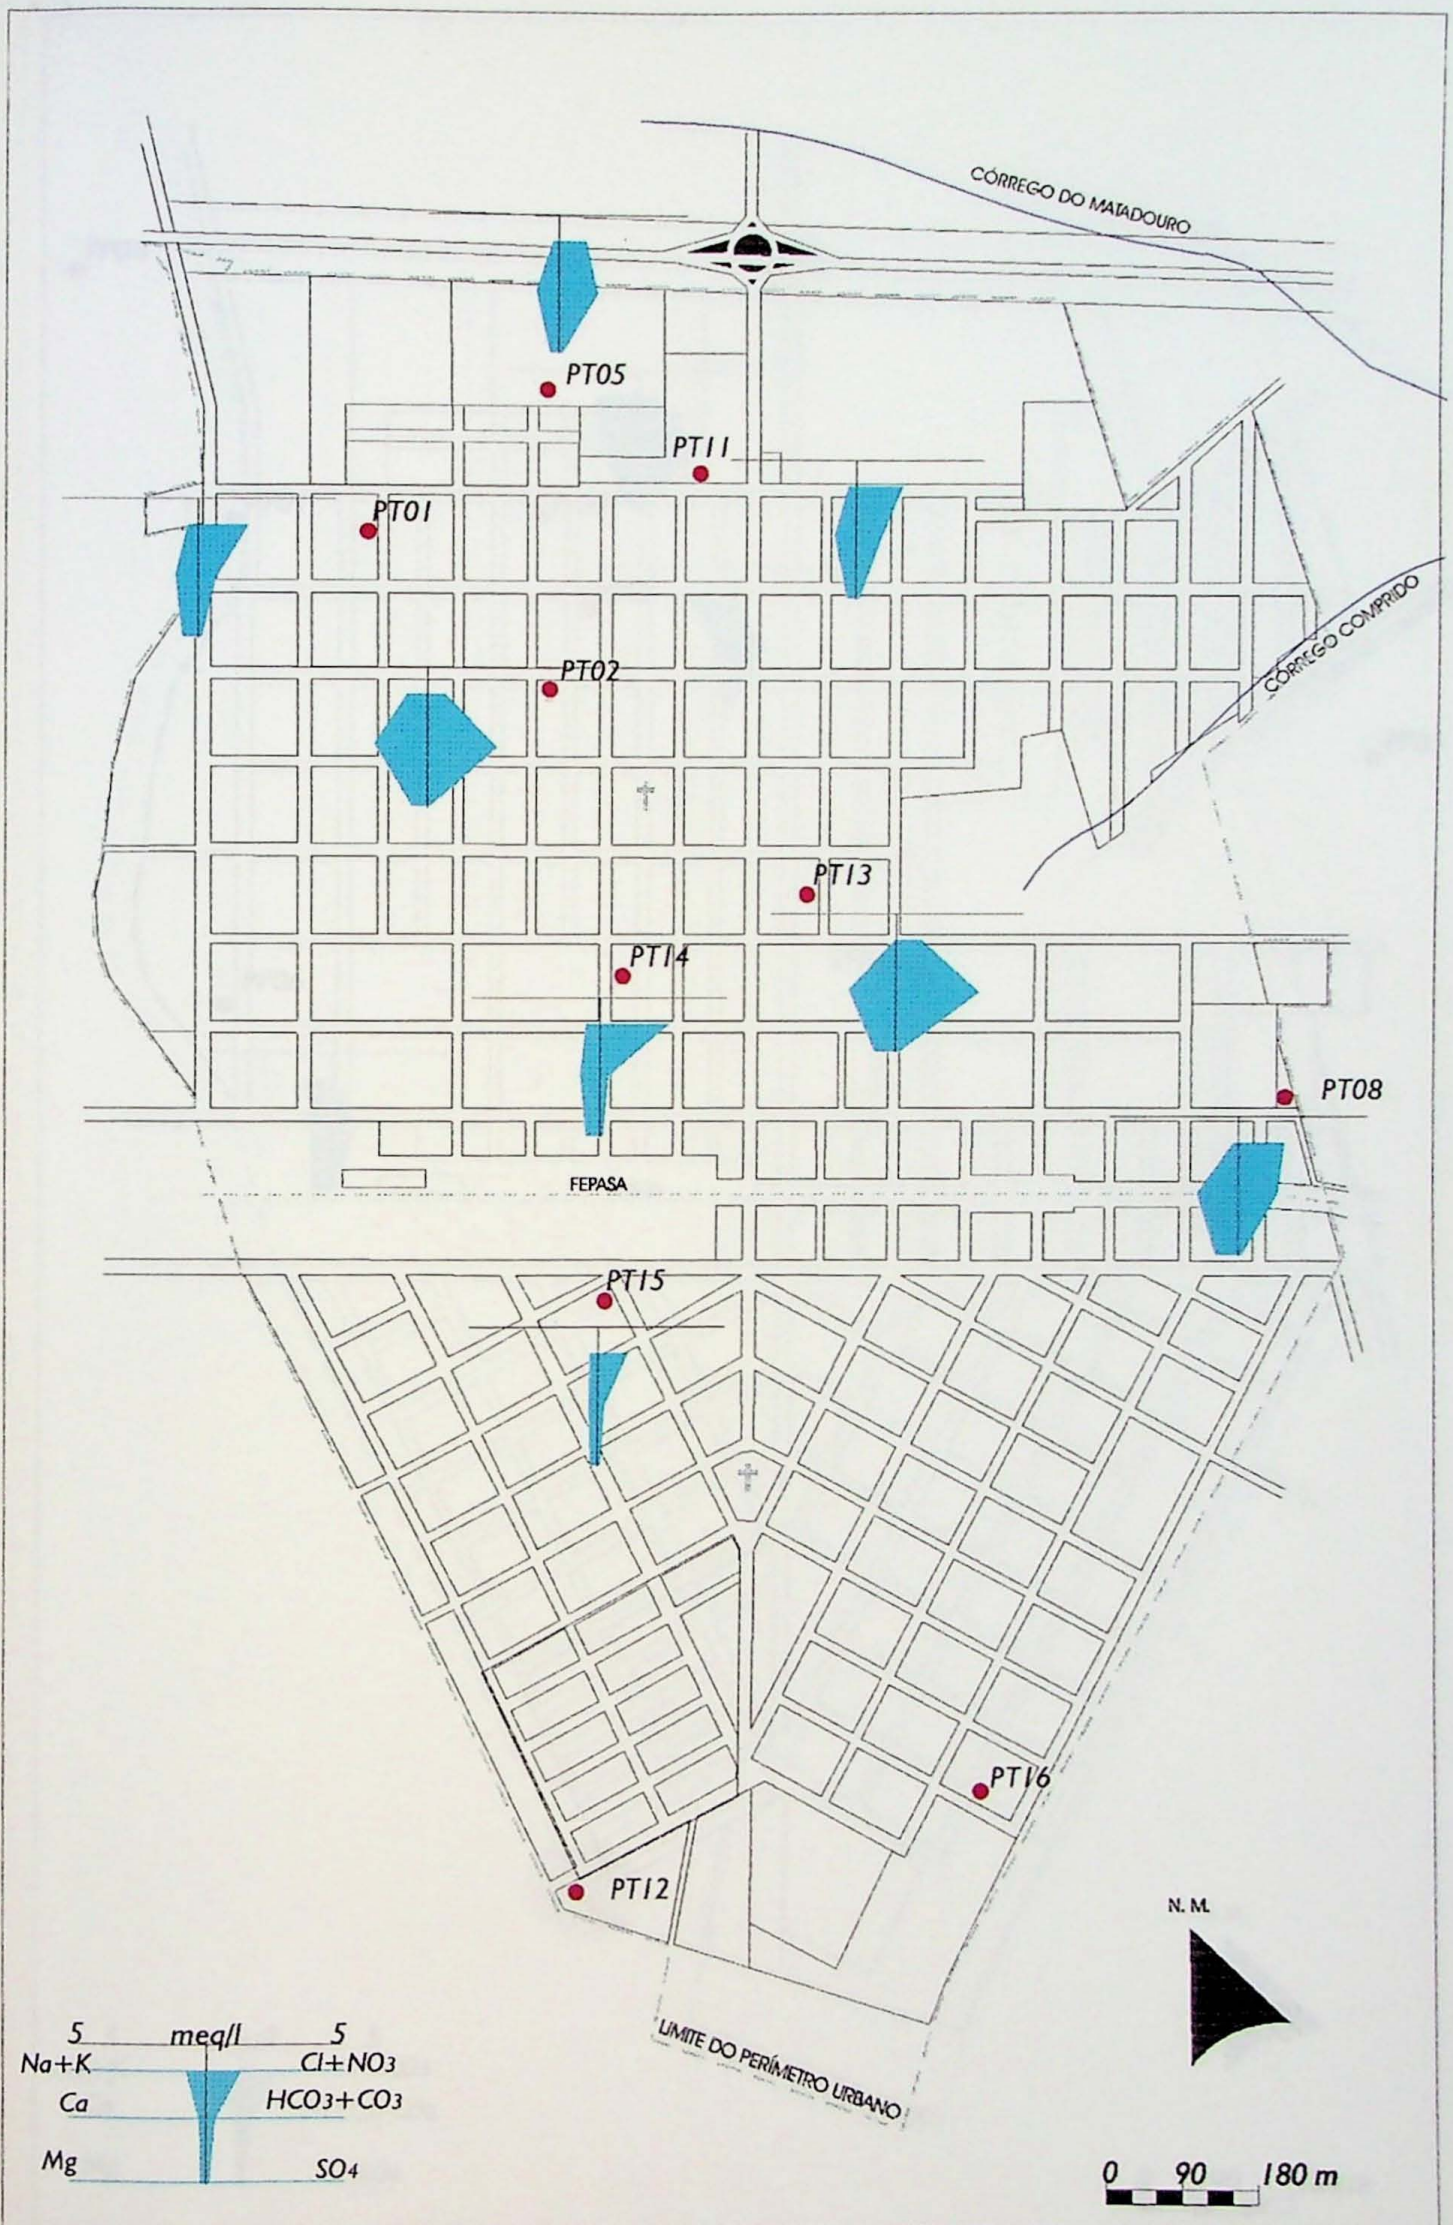 CÓRREGO DO MATADOURO
PT05
PT11
PT01
CÓRREGO COMPRIDO
PT02
PT13
PT14
PT08
FEPASA
PT15
PT16
PT12
N. M.
LIMITE DO PERÍMETRO URBANO
5 meq/l 5
Na+K Cl+NO3
Ca HCO3+CO3
Mg SO4
0 90 180 m